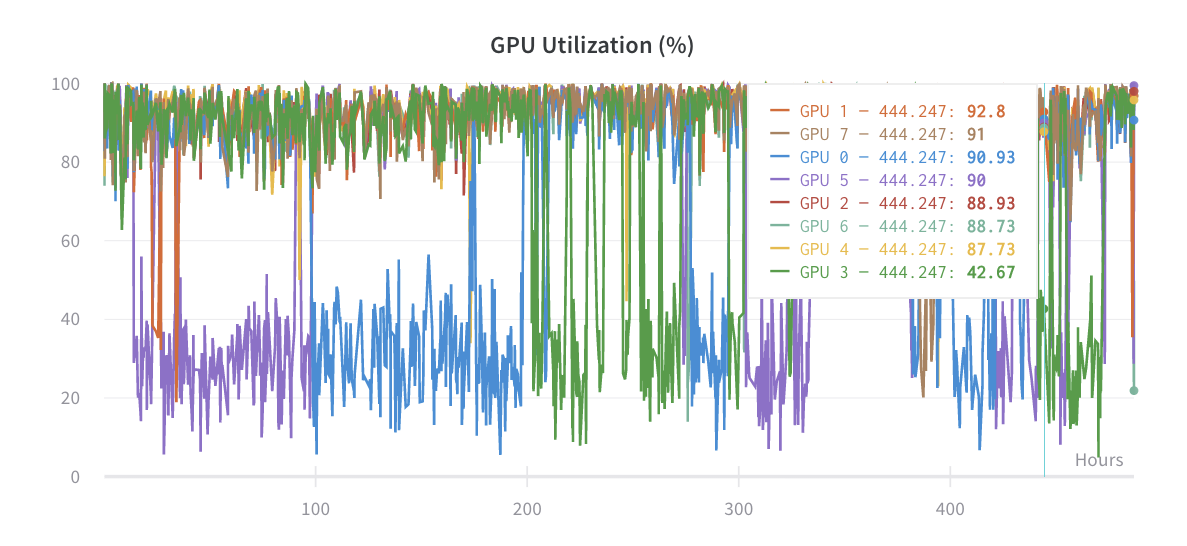 GPU Utilization (%)
100
GPU 1 – 444.247: 92.8
GPU 7 – 444.247: 91
GPU 0 – 444.247: 90.93
80
GPU 5 – 444.247: 90
GPU 2 – 444.247: 88.93
GPU 6 – 444.247: 88.73
60
GPU 4 – 444.247: 87.73
GPU 3 – 444.247: 42.67
40
20
Hours
0
100 200 300 400